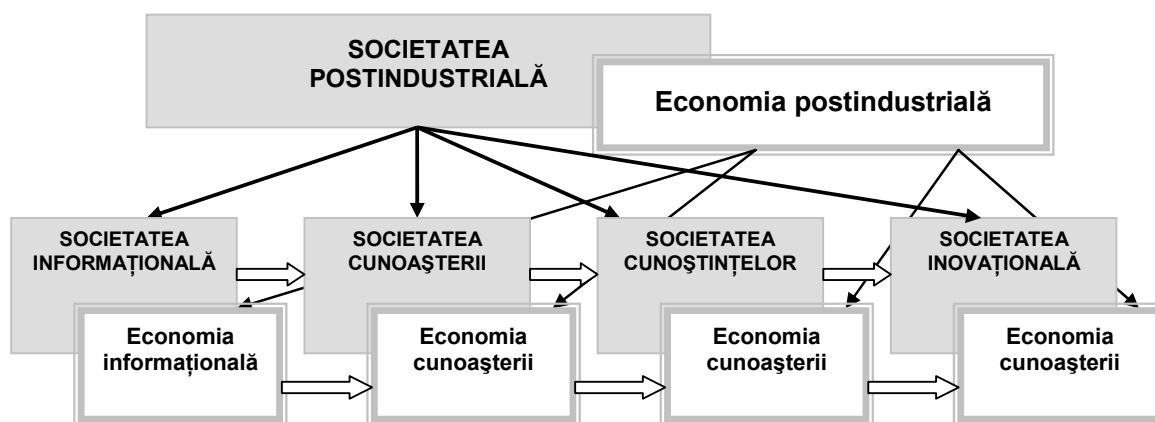 SOCIETATEA
POSTINDUSTRIALĂ
Economia postindustrială
SOCIETATEA
INFORMAȚIONALĂ
SOCIETATEA
CUNOAŞTERII
SOCIETATEA
CUNOŞTINȚELOR
SOCIETATEA
INOVAȚIONALĂ
Economia
informațională
Economia
cunoaşterii
Economia
cunoaşterii
Economia
cunoaşterii